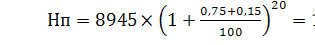 Нп = 8945 × (1 + (0,75+0,15)/100)^20 =